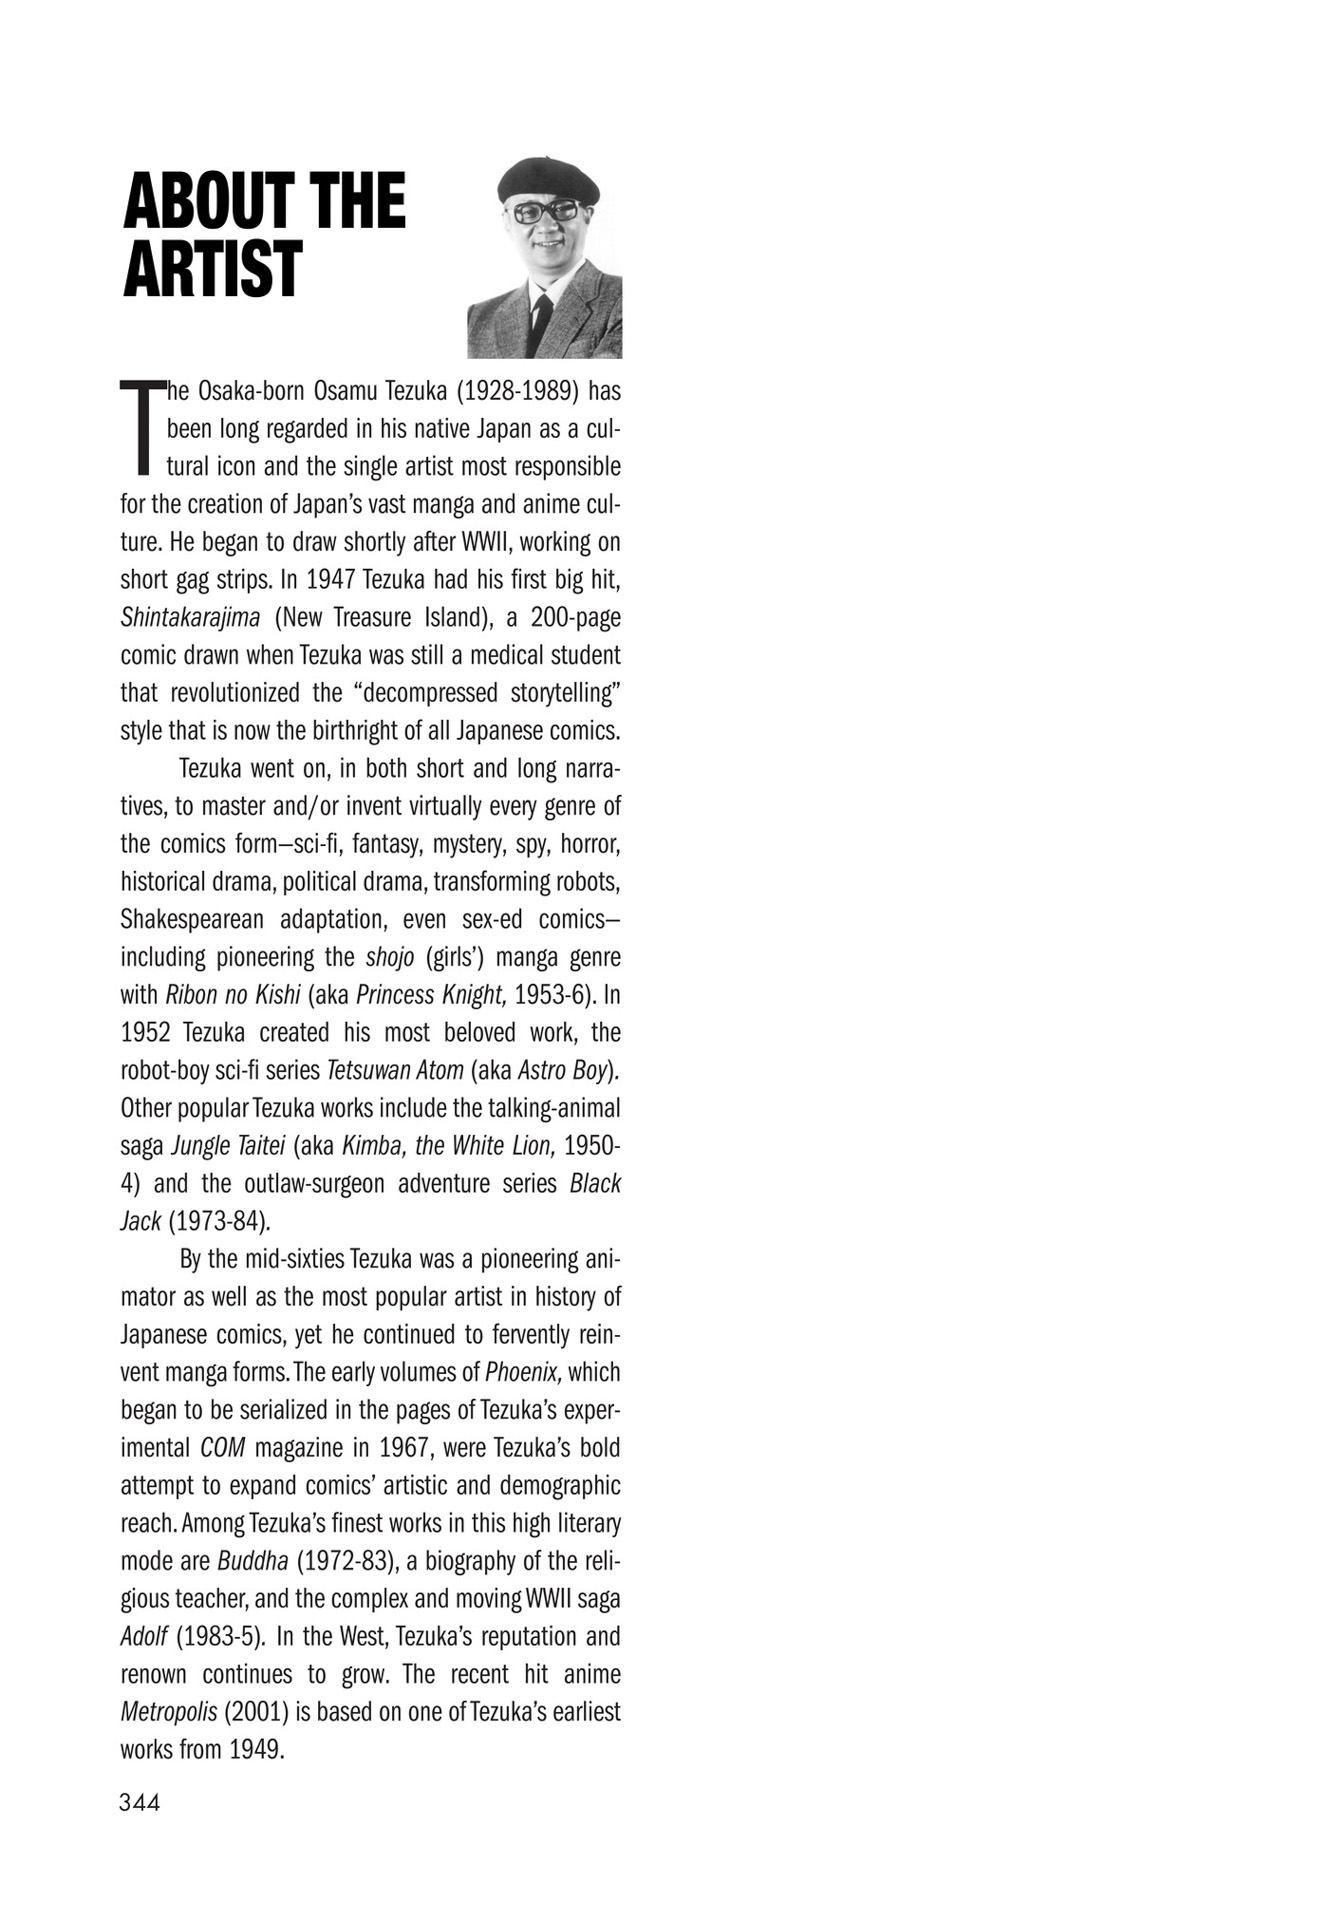 ABOUT THE
ARTIST
The Osaka-born Osamu Tezuka (1928-1989) has
been long regarded in his native Japan as a cul-
tural icon and the single artist most responsible
for the creation of Japan’s vast manga and anime cul-
ture. He began to draw shortly after WWII, working on
short gag strips. In 1947 Tezuka had his first big hit,
Shintakarajima (New Treasure Island), a 200-page
comic drawn when Tezuka was still a medical student
that revolutionized the “decompressed storytelling”
style that is now the birthright of all Japanese comics.
Tezuka went on, in both short and long narra-
tives, to master and/or invent virtually every genre of
the comics form—sci-fi, fantasy, mystery, spy, horror,
historical drama, political drama, transforming robots,
Shakespearean adaptation, even sex-ed comics—
including pioneering the shojo (girls’) manga genre
with Ribon no Kishi (aka Princess Knight, 1953-6). In
1952 Tezuka created his most beloved work, the
robot-boy sci-fi series Tetsuwan Atom (aka Astro Boy).
Other popular Tezuka works include the talking-animal
saga Jungle Taitei (aka Kimba, the White Lion, 1950-
4) and the outlaw-surgeon adventure series Black
Jack (1973-84).
By the mid-sixties Tezuka was a pioneering ani-
mator as well as the most popular artist in history of
Japanese comics, yet he continued to fervently rein-
vent manga forms. The early volumes of Phoenix, which
began to be serialized in the pages of Tezuka’s exper-
imental COM magazine in 1967, were Tezuka’s bold
attempt to expand comics’ artistic and demographic
reach. Among Tezuka’s finest works in this high literary
mode are Buddha (1972-83), a biography of the reli-
gious teacher, and the complex and moving WWII saga
Adolf (1983-5). In the West, Tezuka’s reputation and
renown continues to grow. The recent hit anime
Metropolis (2001) is based on one of Tezuka’s earliest
works from 1949.
344